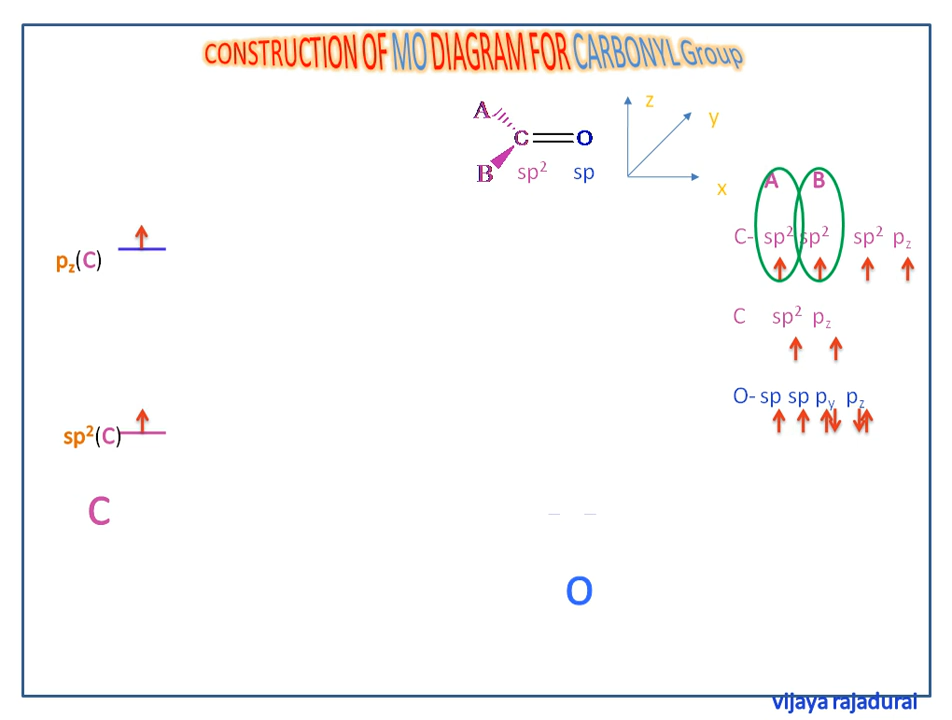 CONSTRUCTION OF MO DIAGRAM FOR CARBONYL Group
A
C O
B sp² sp
z
y
x
A B
C- sp² sp² sp² pz
pz(C)
C sp² pz
O- sp sp py pz
sp²(C)
C
O
vijaya rajadurai